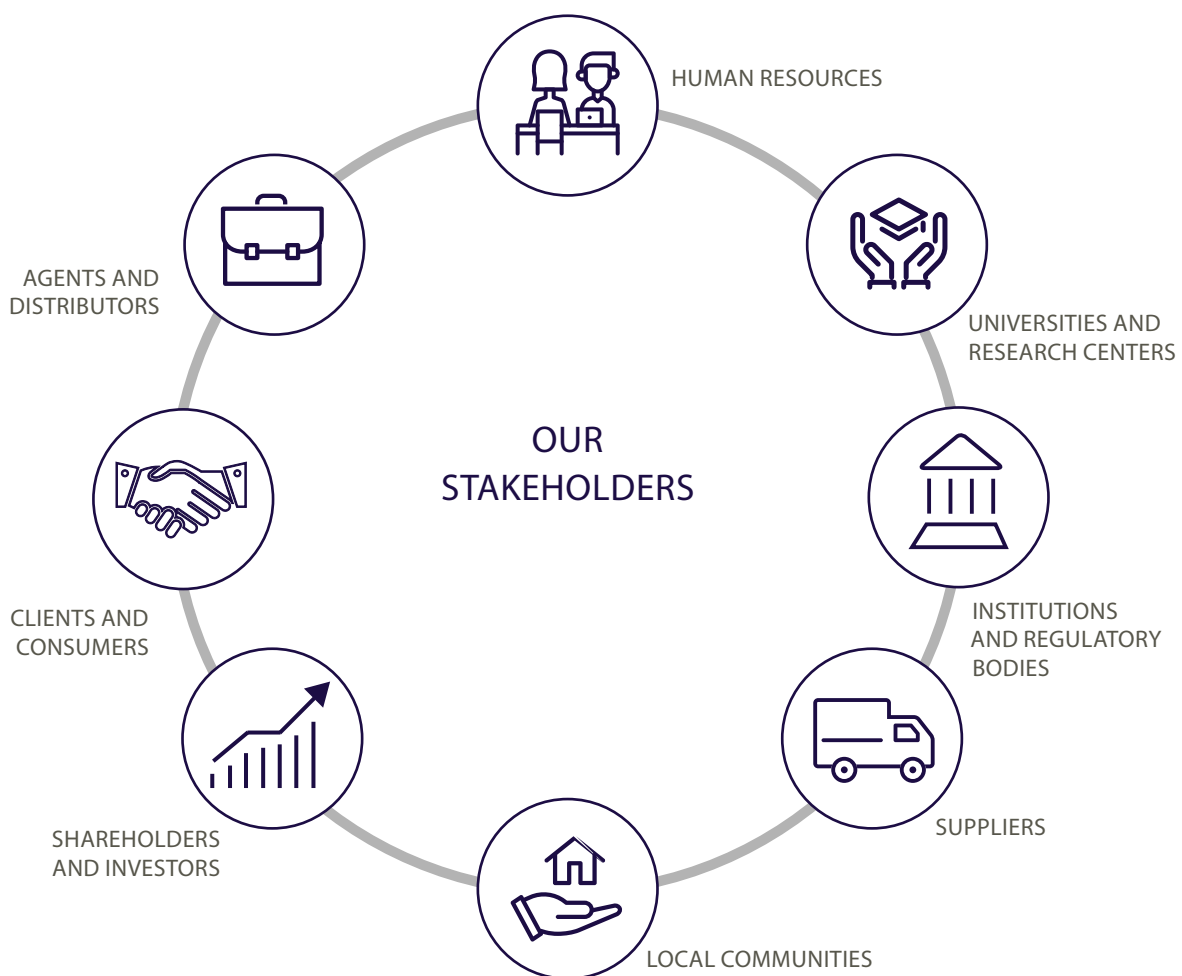 HUMAN RESOURCES
UNIVERSITIES AND
RESEARCH CENTERS
INSTITUTIONS
AND REGULATORY
BODIES
SUPPLIERS
LOCAL COMMUNITIES
SHAREHOLDERS
AND INVESTORS
CLIENTS AND
CONSUMERS
AGENTS AND
DISTRIBUTORS
OUR
STAKEHOLDERS